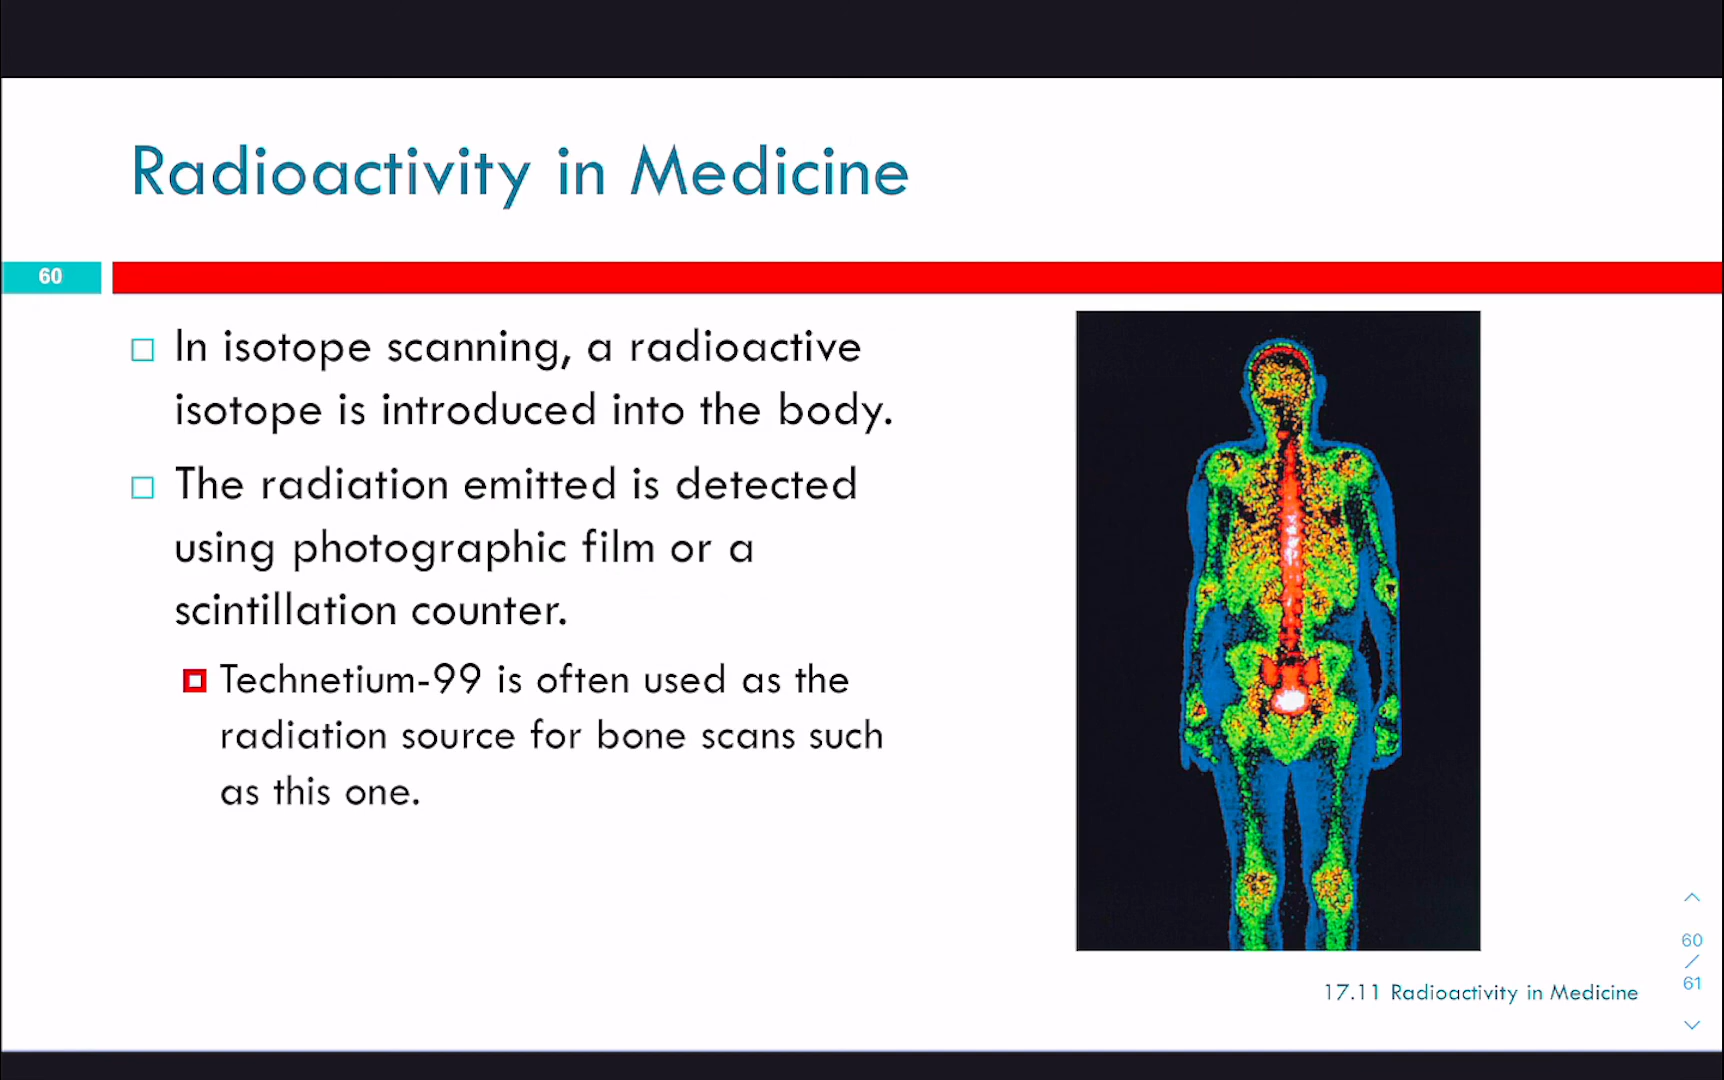 Radioactivity in Medicine
60
In isotope scanning, a radioactive
isotope is introduced into the body.
The radiation emitted is detected
using photographic film or a
scintillation counter.
Technetium-99 is often used as the
radiation source for bone scans such
as this one.
60
/
61
17.11 Radioactivity in Medicine